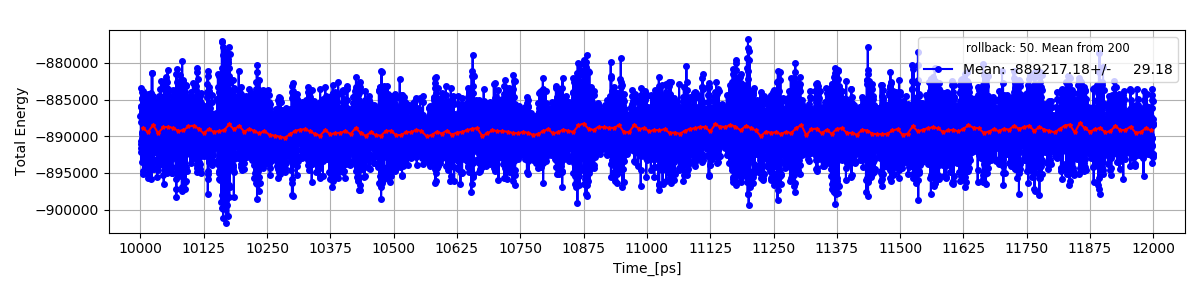 rollback: 50. Mean from 200
Mean: -889217.18+/- 29.18
Total Energy
−880000
−885000
−890000
−895000
−900000
10000 10125 10250 10375 10500 10625 10750 10875 11000 11125 11250 11375 11500 11625 11750 11875 12000
Time_[ps]